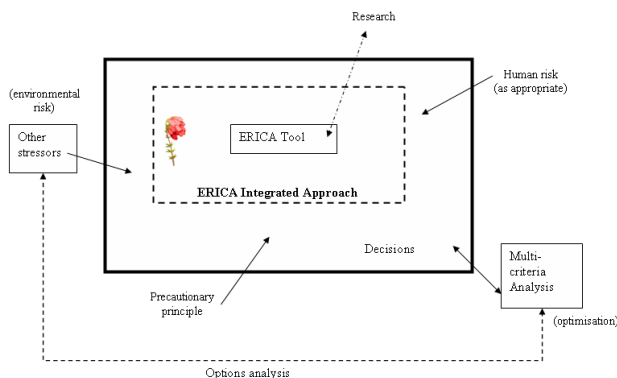 Research
Human risk
(as appropriate)
(environmental
risk)
Other
stressors
ERICA Tool
ERICA Integrated Approach
Decisions
Multi-
criteria
Analysis
(optimisation)
Precautionary
principle
Options analysis